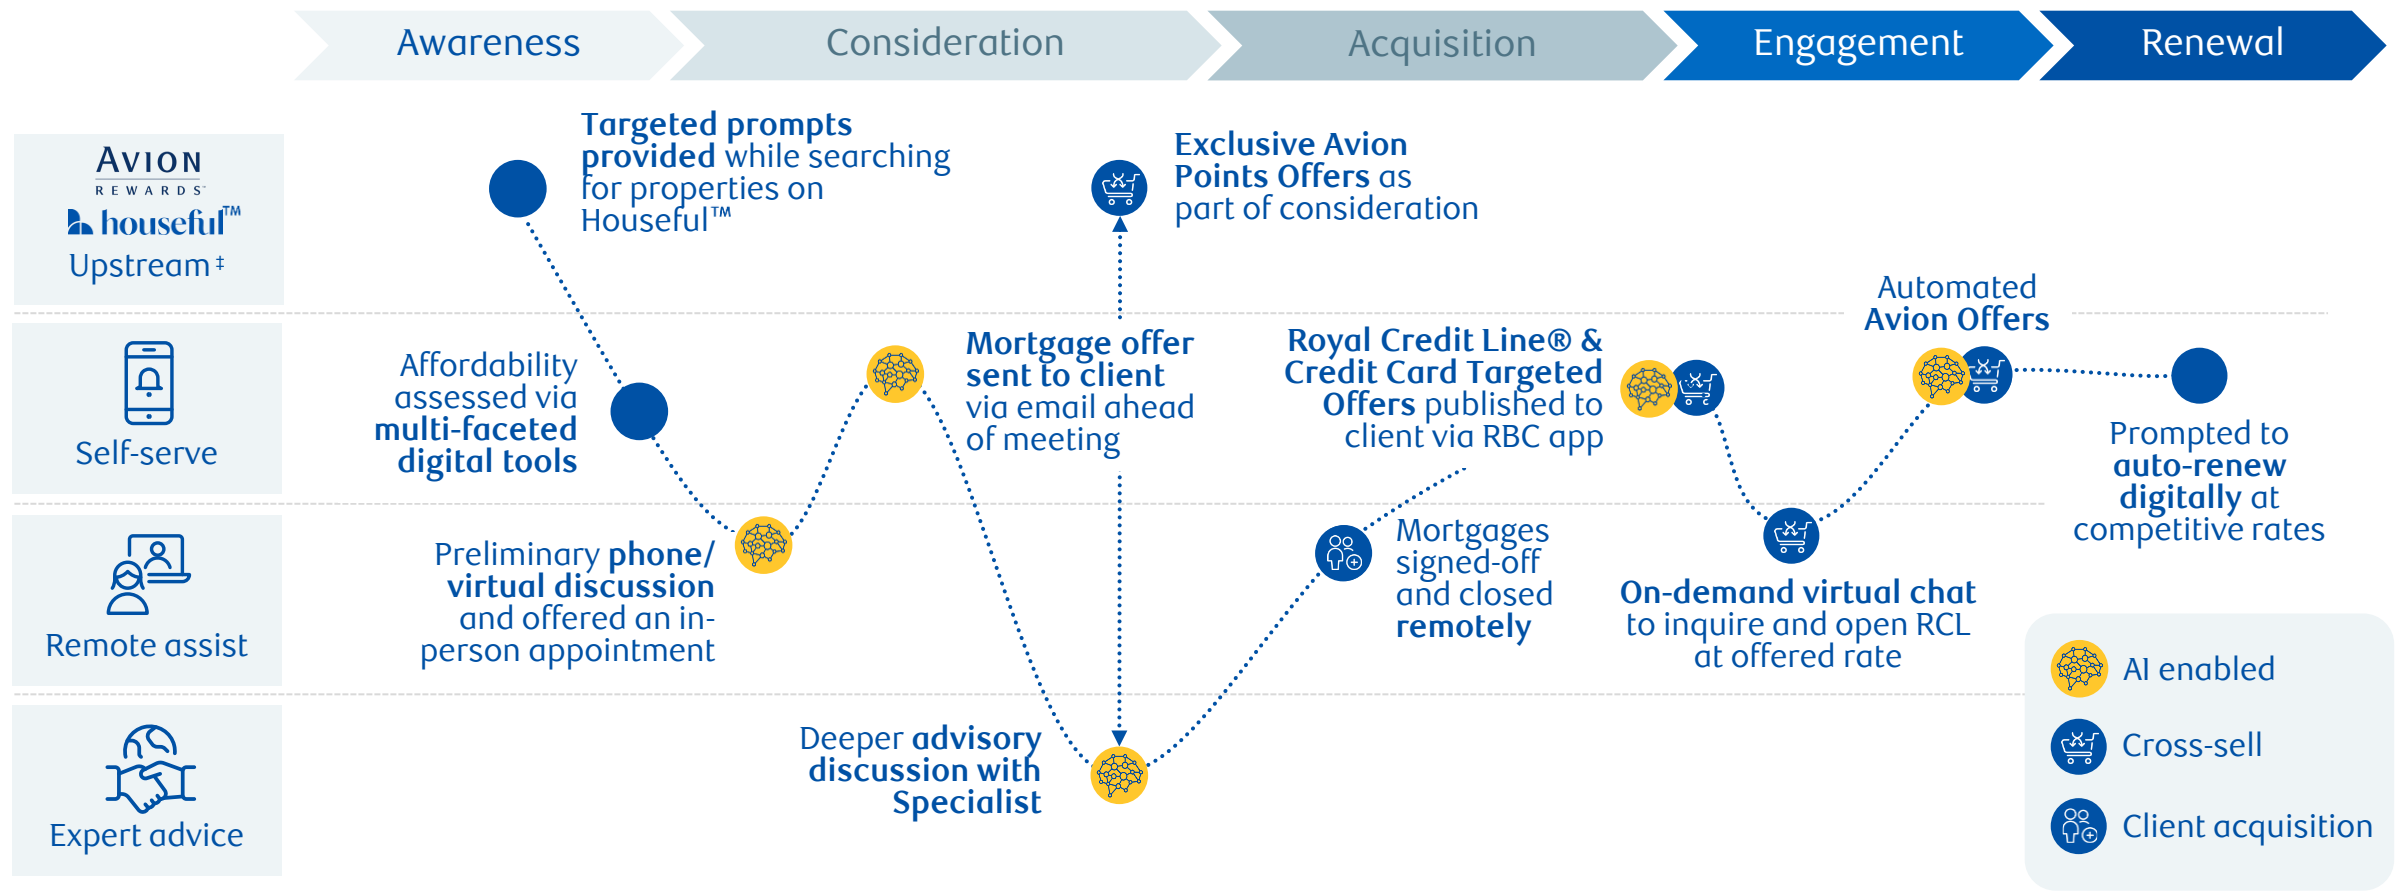 Awareness
Consideration
Acquisition
Engagement
Renewal
AVION
REWARDS™
houseful™
Upstream ‡
Targeted prompts
provided while searching
for properties on
Houseful™
Exclusive Avion
Points Offers as
part of consideration
Self-serve
Affordability
assessed via
multi-faceted
digital tools
Mortgage offer
sent to client
via email ahead
of meeting
Royal Credit Line® &
Credit Card Targeted
Offers published to
client via RBC app
Automated
Avion Offers
Prompted to
auto-renew
digitally at
competitive rates
Remote assist
Preliminary phone/
virtual discussion
and offered an in-
person appointment
Mortgages
signed-off
and closed
remotely
On-demand virtual chat
to inquire and open RCL
at offered rate
Expert advice
Deeper advisory
discussion with
Specialist
AI enabled
Cross-sell
Client acquisition